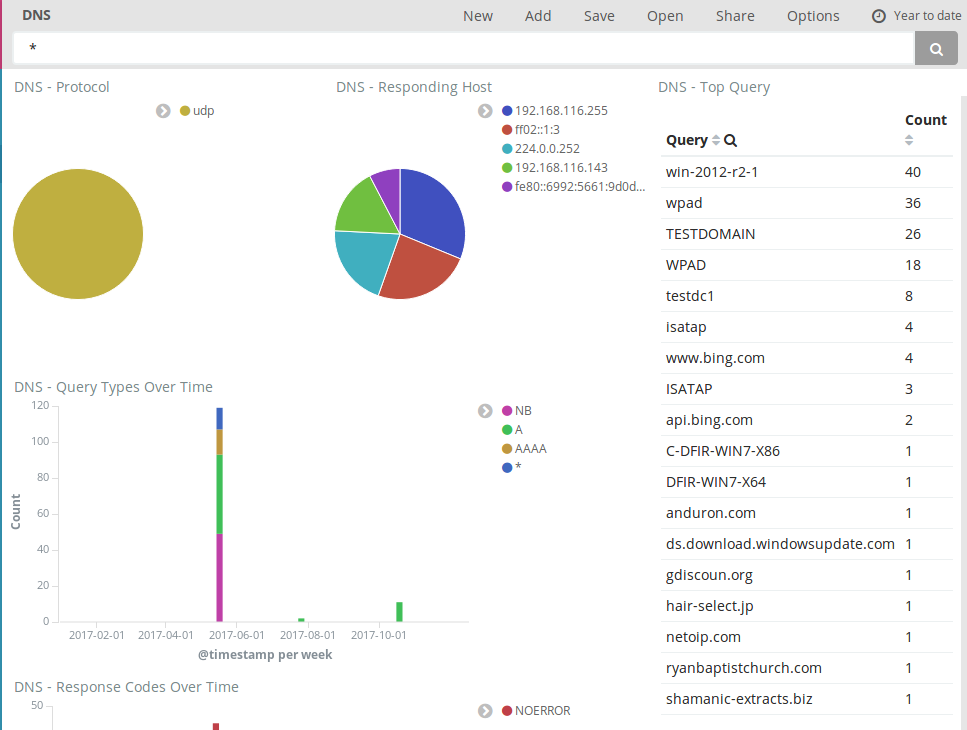 DNS New Add Save Open Share Options Year to date
*
DNS - Protocol
udp
DNS - Responding Host
192.168.116.255
ff02::1:3
224.0.0.252
192.168.116.143
fe80::6992:5661:9d0d...
DNS - Top Query
Query Count
win-2012-r2-1 40
wpad 36
TESTDOMAIN 26
WPAD 18
testdc1 8
isatap 4
www.bing.com 4
ISATAP 3
api.bing.com 2
C-DFIR-WIN7-X86 1
DFIR-WIN7-X64 1
anduron.com 1
ds.download.windowsupdate.com 1
gdiscoun.org 1
hair-select.jp 1
netoip.com 1
ryanbaptistchurch.com 1
shamanic-extracts.biz 1
DNS - Query Types Over Time
120
100
80
60
40
20
0
Count
2017-02-01 2017-04-01 2017-06-01 2017-08-01 2017-10-01
@timestamp per week
NB
A
AAAA
*
DNS - Response Codes Over Time
50
NOERROR